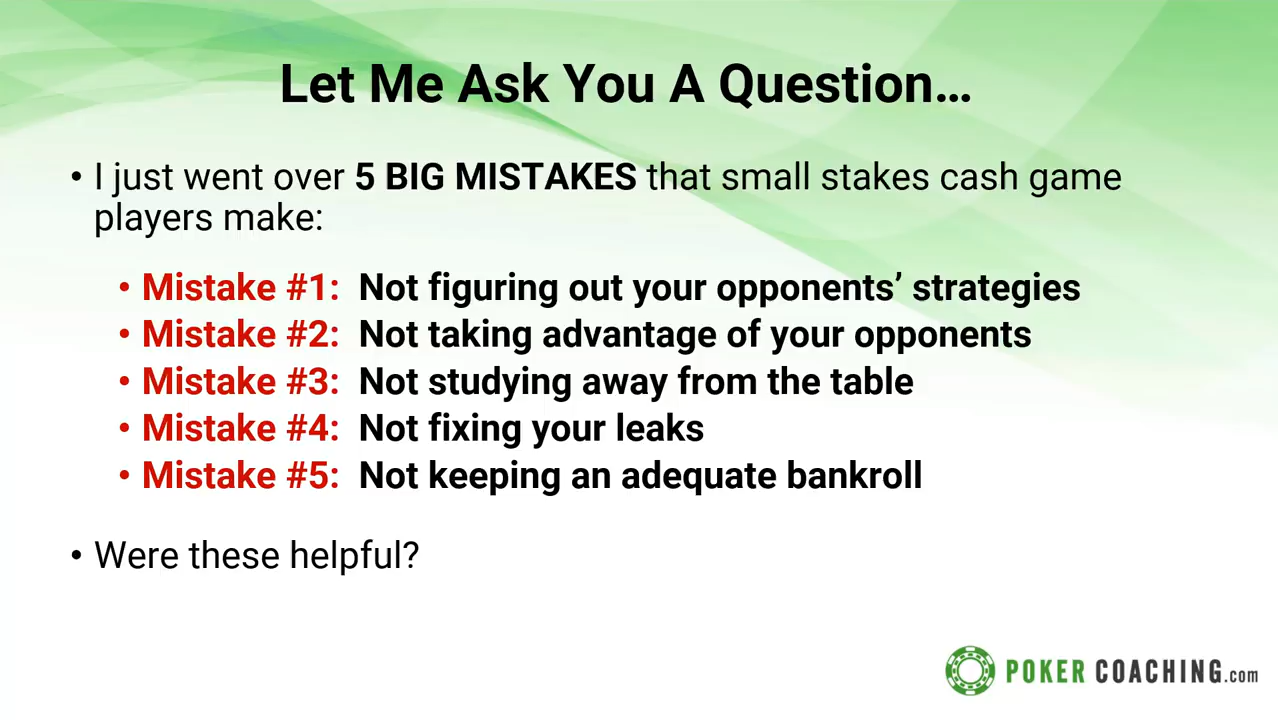 Let Me Ask You A Question…
• I just went over 5 BIG MISTAKES that small stakes cash game
players make:
• Mistake #1: Not figuring out your opponents’ strategies
• Mistake #2: Not taking advantage of your opponents
• Mistake #3: Not studying away from the table
• Mistake #4: Not fixing your leaks
• Mistake #5: Not keeping an adequate bankroll
• Were these helpful?
POKER COACHING.com